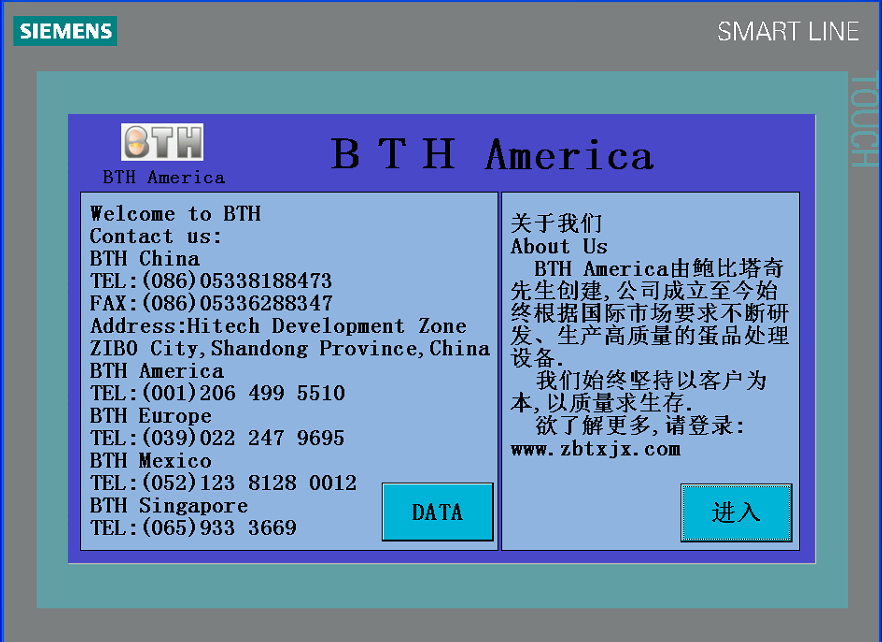 SIEMENS
SMART LINE
TOUCH
BTH
BTH America
BTH America
Welcome to BTH
Contact us:
BTH China
TEL:(086)05338188473
FAX:(086)05336288347
Address:Hitech Development Zone
ZIBO City,Shandong Province,China
BTH America
TEL:(001)206 499 5510
BTH Europe
TEL:(039)022 247 9695
BTH Mexico
TEL:(052)123 8128 0012
BTH Singapore
TEL:(065)933 3669
DATA
关于我们
About Us
BTH America由鲍比塔奇
先生创建,公司成立至今始
终根据国际市场要求不断研
发、生产高质量的蛋品处理
设备.
我们始终坚持以客户为
本,以质量求生存.
欲了解更多,请登录:
www.zbtxjx.com
进入